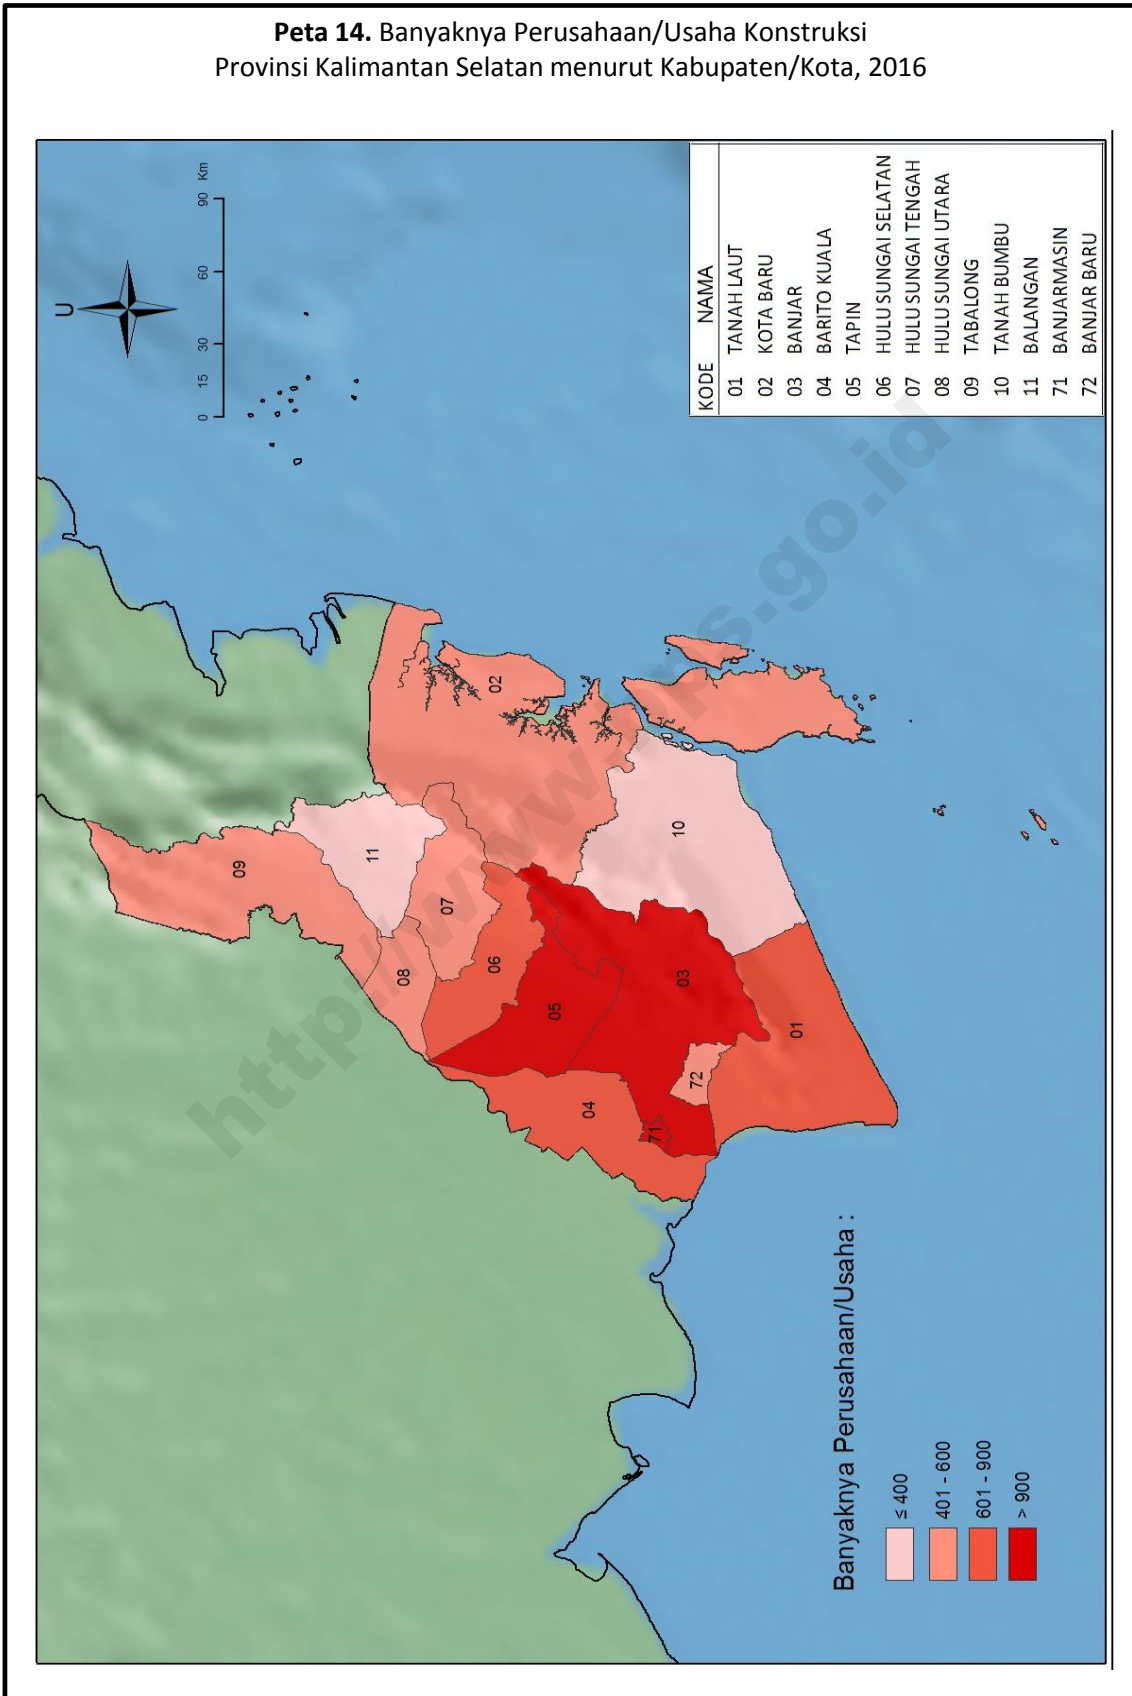 Peta 14. Banyaknya Perusahaan/Usaha Konstruksi
Provinsi Kalimantan Selatan menurut Kabupaten/Kota, 2016
U
0 15 30 60 90 Km
KODE NAMA
01 TANAH LAUT
02 KOTA BARU
03 BANJAR
04 BARITO KUALA
05 TAPIN
06 HULU SUNGAI SELATAN
07 HULU SUNGAI TENGAH
08 HULU SUNGAI UTARA
09 TABALONG
10 TANAH BUMBU
11 BALANGAN
71 BANJARMASIN
72 BANJAR BARU
09
11
02
08
07
06
10
05
03
04
72
71
01
Banyaknya Perusahaan/Usaha :
≤ 400
401 - 600
601 - 900
> 900
http://www.bps.go.id